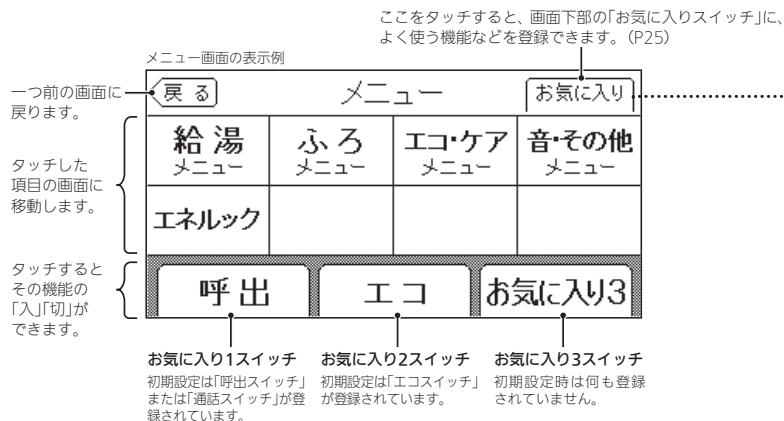 ここをタッチすると、画面下部の「お気に入りスイッチ」に、
よく使う機能などを登録できます。(P25)
メニュー画面の表示例
一つ前の画面に
戻ります。
戻る
メニュー
お気に入り
タッチした
項目の画面に
移動します。
給湯
メニュー
ふろ
メニュー
エコ・ケア
メニュー
音・その他
メニュー
エネルック
タッチすると
その機能の
「入」「切」が
できます。
呼出
エコ
お気に入り3
お気に入り1スイッチ
初期設定は「呼出スイッチ」
または「通話スイッチ」が登
録されています。
お気に入り2スイッチ
初期設定は「エコスイッチ」
が登録されています。
お気に入り3スイッチ
初期設定時は何も登録
されていません。